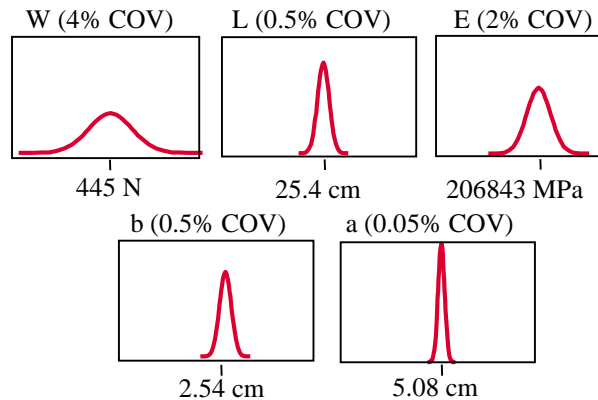 W (4% COV)
L (0.5% COV)
E (2% COV)
445 N
25.4 cm
206843 MPa
b (0.5% COV)
a (0.05% COV)
2.54 cm
5.08 cm